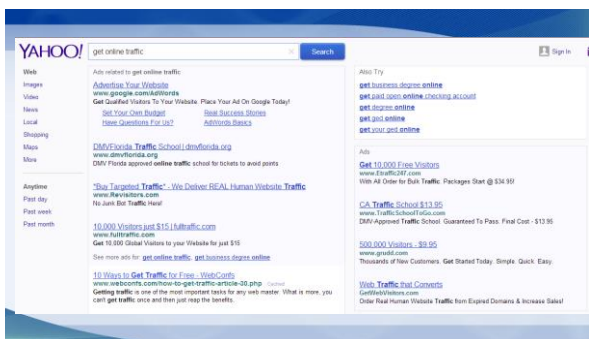 YAHOO!
get online traffic
Search
Sign In
Web
Images
Video
News
Local
Shopping
Maps
More
Anytime
Past day
Past week
Past month
Ads related to get online traffic
Advertise Your Website
www.google.com/AdWords
Get Qualified Visitors To Your Website. Place Your Ad On Google Today!
Set Your Own Budget Real Success Stories
Have Questions For Us? AdWords Basics
DMVFlorida Traffic School | dmvflorida.org
www.dmvflorida.org
DMV Florida approved online traffic school for tickets to avoid points
"Buy Targeted Traffic" - We Deliver REAL Human Website Traffic
www.Revisitors.com
No Junk Bot Traffic Here!
10,000 Visitors just $15 | fulltraffic.com
www.fulltraffic.com
Get 10,000 Global Visitors to your Website for just $15
See more ads for: get online traffic, get business degree online
10 Ways to Get Traffic for Free - WebConfs
www.webconfs.com/how-to-get-traffic-article-30.php Cached
Getting traffic is one of the most important tasks for any web master. What is more, you
can't get traffic once and then just reap the benefits.
Also Try
get business degree online
get paid open online checking account
get degree online
get ged online
get your ged online
Ads
Get 10,000 Free Visitors
www.Etraffic247.com
With All Order for Bulk Traffic. Packages Start @ $34.95!
CA Traffic School $13.95
www.TrafficSchoolToGo.com
DMV-Approved Traffic School. Guaranteed To Pass. Final Cost - $13.95
500,000 Visitors - $9.95
www.grudd.com
Thousands of New Customers. Get Started Today. Simple. Quick. Easy.
Web Traffic that Converts
GetWebVisitors.com
Order Real Human Website Traffic from Expired Domains & Increase Sales!